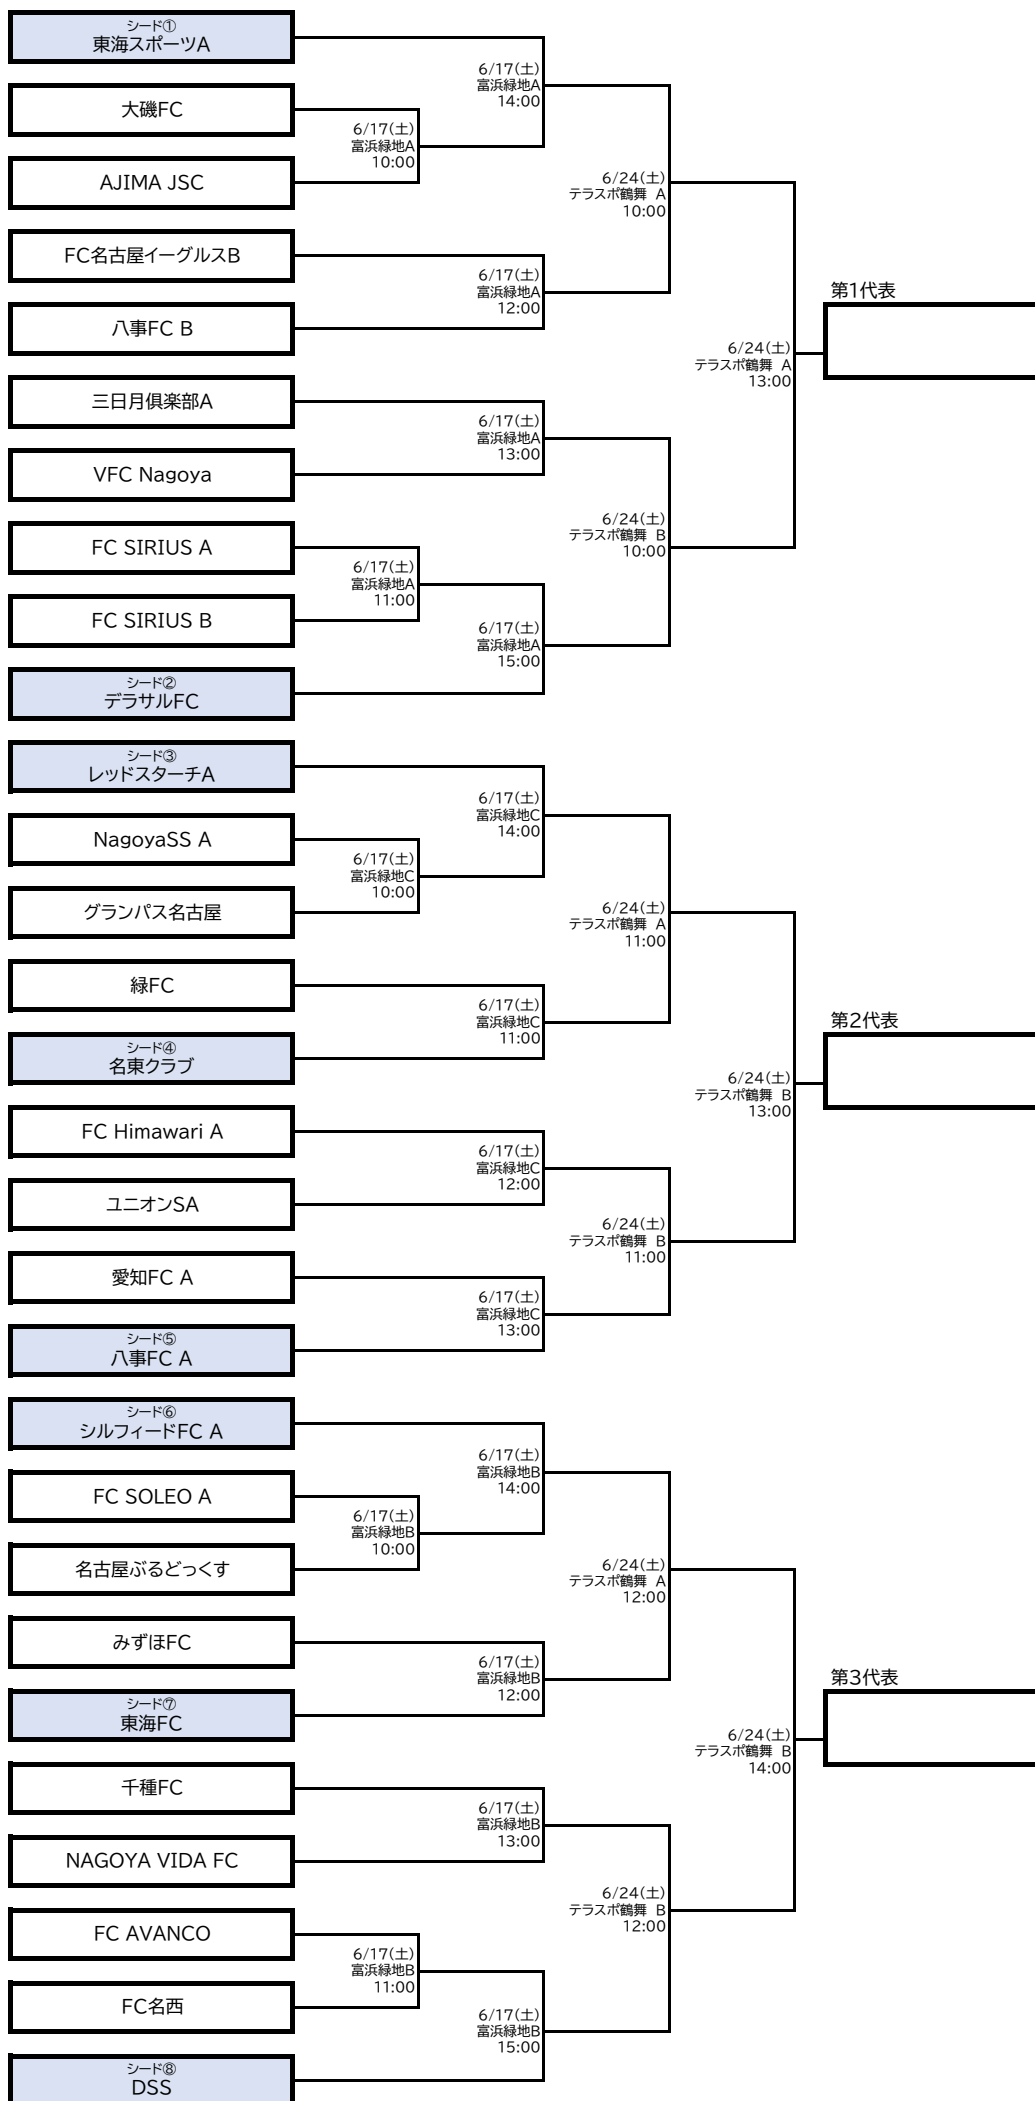 シード①
東海スポーツA
6/17(土)
富浜緑地A
14:00
大磯FC
6/17(土)
富浜緑地A
10:00
AJIMA JSC
6/24(土)
テラスポ鶴舞 A
10:00
FC名古屋イーグルスB
6/17(土)
富浜緑地A
12:00
八事FC B
第1代表
6/24(土)
テラスポ鶴舞 A
13:00
三日月俱楽部A
6/17(土)
富浜緑地A
13:00
VFC Nagoya
6/24(土)
テラスポ鶴舞 B
10:00
FC SIRIUS A
6/17(土)
富浜緑地A
11:00
FC SIRIUS B
6/17(土)
富浜緑地A
15:00
シード②
デラサルFC
シード③
レッドスターチA
6/17(土)
富浜緑地C
14:00
NagoyaSS A
6/17(土)
富浜緑地C
10:00
グランパス名古屋
6/24(土)
テラスポ鶴舞 A
11:00
緑FC
6/17(土)
富浜緑地C
11:00
シード④
名東クラブ
第2代表
6/24(土)
テラスポ鶴舞 B
13:00
FC Himawari A
6/17(土)
富浜緑地C
12:00
ユニオンSA
6/24(土)
テラスポ鶴舞 B
11:00
愛知FC A
6/17(土)
富浜緑地C
13:00
シード⑤
八事FC A
シード⑥
シルフィードFC A
6/17(土)
富浜緑地B
14:00
FC SOLEO A
6/17(土)
富浜緑地B
10:00
名古屋ぶるどっくす
6/24(土)
テラスポ鶴舞 A
12:00
みずほFC
6/17(土)
富浜緑地B
12:00
シード⑦
東海FC
第3代表
6/24(土)
テラスポ鶴舞 B
14:00
千種FC
6/17(土)
富浜緑地B
13:00
NAGOYA VIDA FC
6/24(土)
テラスポ鶴舞 B
12:00
FC AVANCO
6/17(土)
富浜緑地B
11:00
FC名西
6/17(土)
富浜緑地B
15:00
シード⑧
DSS